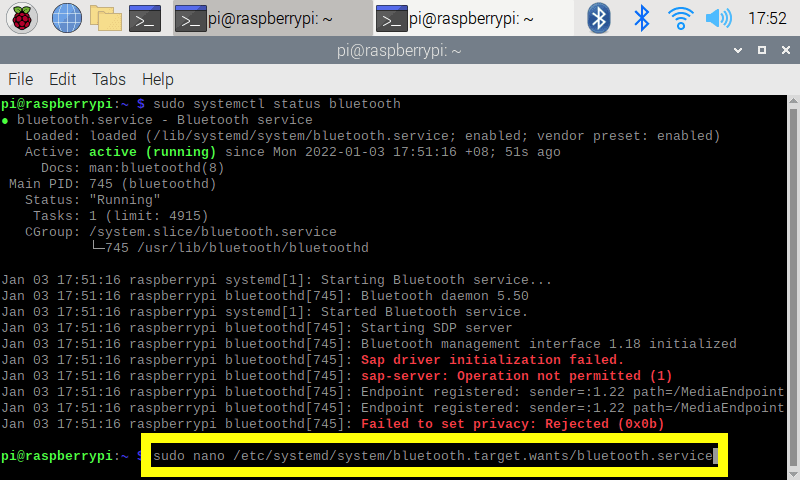 pi@raspberrypi: ~ pi@raspberrypi: ~ 17:52
pi@raspberrypi: ~
File Edit Tabs Help
pi@raspberrypi:~ $ sudo systemctl status bluetooth
● bluetooth.service - Bluetooth service
Loaded: loaded (/lib/systemd/system/bluetooth.service; enabled; vendor preset: enabled)
Active: active (running) since Mon 2022-01-03 17:51:16 +08; 51s ago
Docs: man:bluetoothd(8)
Main PID: 745 (bluetoothd)
Status: "Running"
Tasks: 1 (limit: 4915)
CGroup: /system.slice/bluetooth.service
└─745 /usr/lib/bluetooth/bluetoothd
Jan 03 17:51:16 raspberrypi systemd[1]: Starting Bluetooth service...
Jan 03 17:51:16 raspberrypi bluetoothd[745]: Bluetooth daemon 5.50
Jan 03 17:51:16 raspberrypi systemd[1]: Started Bluetooth service.
Jan 03 17:51:16 raspberrypi bluetoothd[745]: Starting SDP server
Jan 03 17:51:16 raspberrypi bluetoothd[745]: Bluetooth management interface 1.18 initialized
Jan 03 17:51:16 raspberrypi bluetoothd[745]: Sap driver initialization failed.
Jan 03 17:51:16 raspberrypi bluetoothd[745]: sap-server: Operation not permitted (1)
Jan 03 17:51:16 raspberrypi bluetoothd[745]: Endpoint registered: sender=:1.22 path=/MediaEndpoint
Jan 03 17:51:16 raspberrypi bluetoothd[745]: Endpoint registered: sender=:1.22 path=/MediaEndpoint
Jan 03 17:51:16 raspberrypi bluetoothd[745]: Failed to set privacy: Rejected (0x0b)
pi@raspberrypi:~ $ sudo nano /etc/systemd/system/bluetooth.target.wants/bluetooth.service